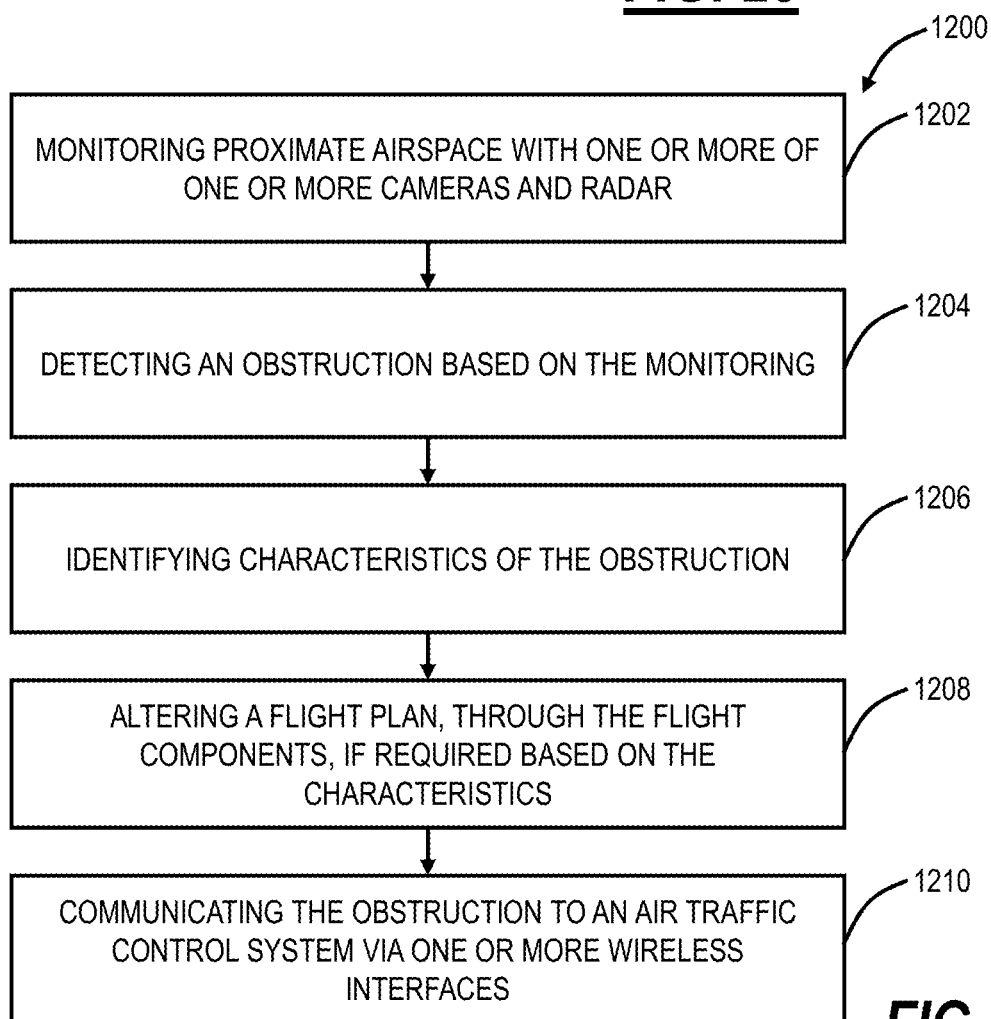 1200
1202
MONITORING PROXIMATE AIRSPACE WITH ONE OR MORE OF
ONE OR MORE CAMERAS AND RADAR
1204
DETECTING AN OBSTRUCTION BASED ON THE MONITORING
1206
IDENTIFYING CHARACTERISTICS OF THE OBSTRUCTION
1208
ALTERING A FLIGHT PLAN, THROUGH THE FLIGHT
COMPONENTS, IF REQUIRED BASED ON THE
CHARACTERISTICS
1210
COMMUNICATING THE OBSTRUCTION TO AN AIR TRAFFIC
CONTROL SYSTEM VIA ONE OR MORE WIRELESS
INTERFACES
FIG